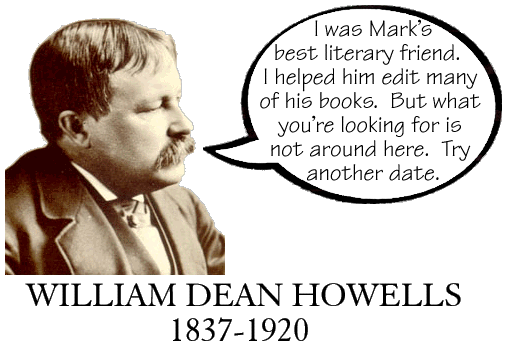 I was Mark's
best literary friend.
I helped him edit many
of his books.  But what
you're looking for is
not around here.  Try
another date.
WILLIAM DEAN HOWELLS
1837-1920